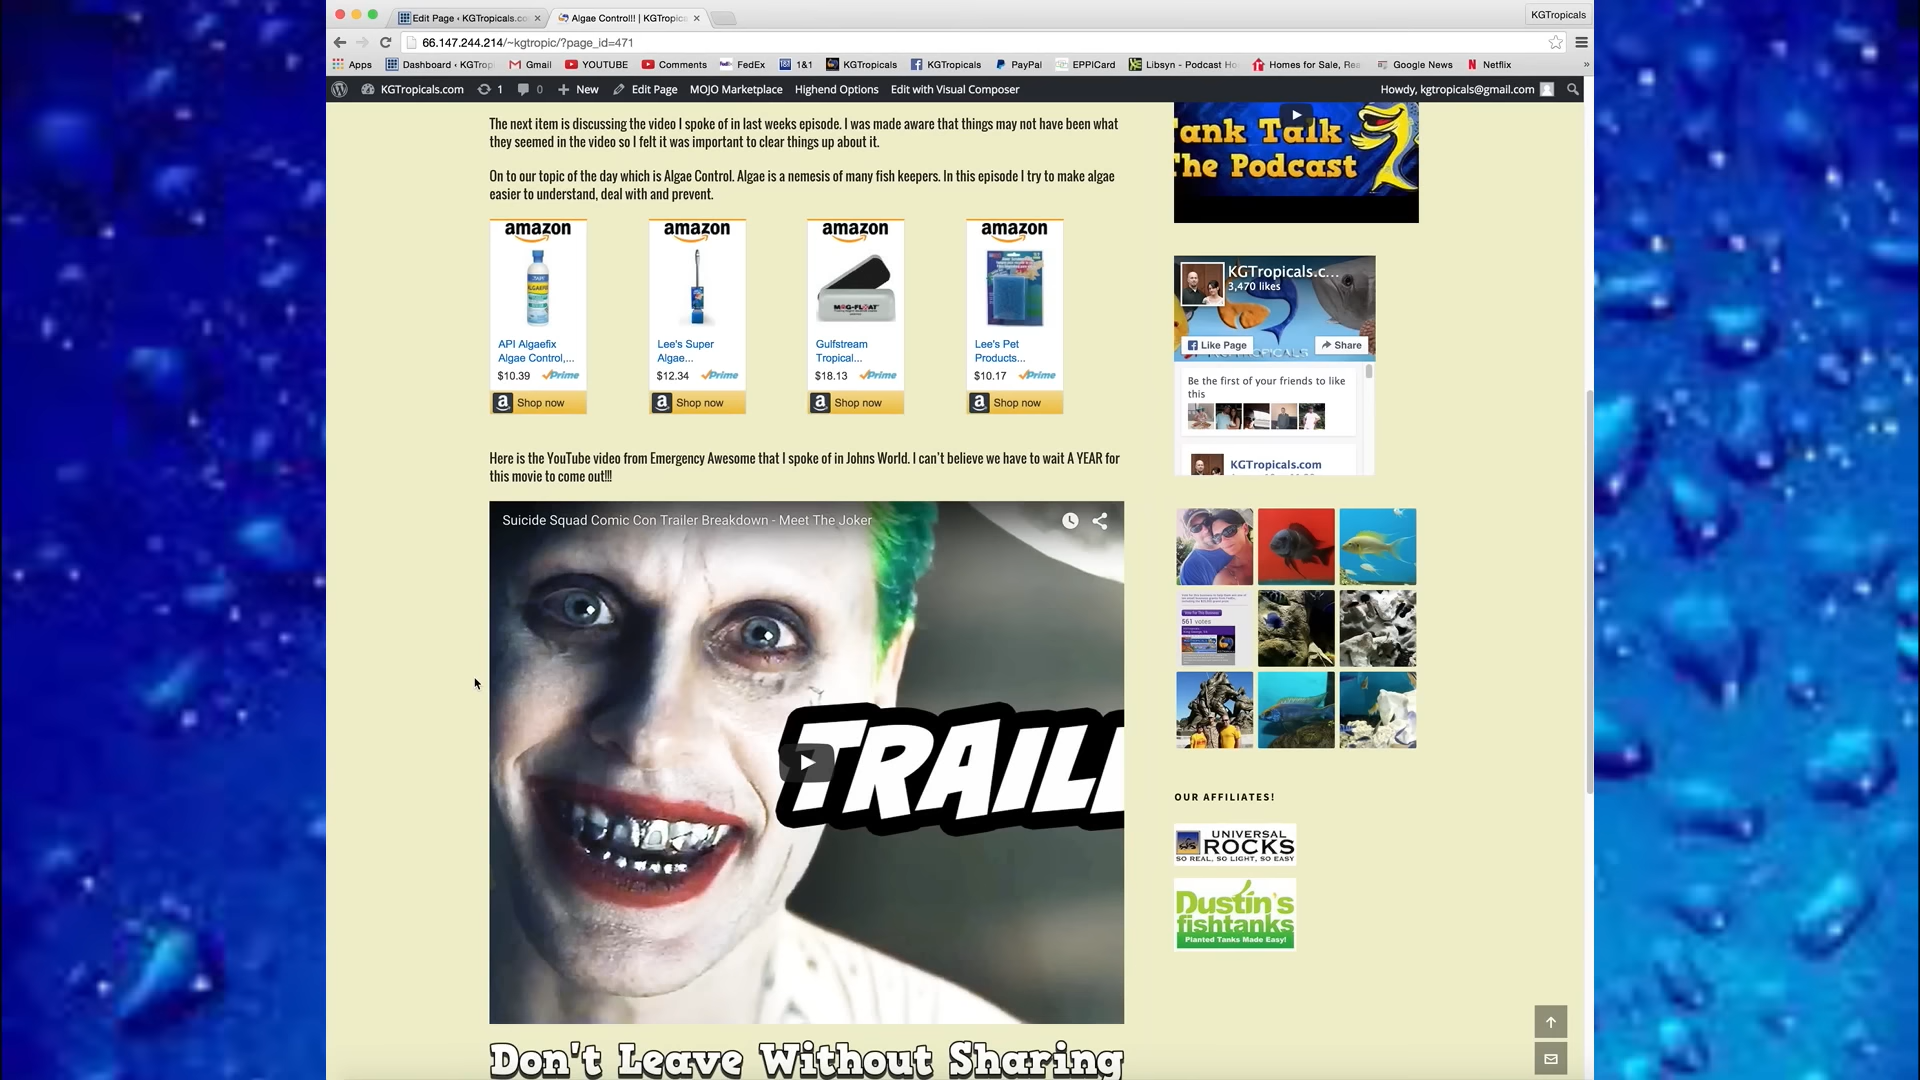 Edit Page ‹ KGTropicals.co
Algae Control!! | KGTropic
KGTropicals
66.147.244.214/~kgtropic/?page_id=471
Apps
Dashboard ‹ KGTrop
Gmail
YOUTUBE
Comments
FedEx
1&1
KGTropicals
KGTropicals
PayPal
EPPICard
Libsyn - Podcast Ho
Homes for Sale, Rea
Google News
Netflix
»
KGTropicals.com
1
0
New
Edit Page
MOJO Marketplace
Highend Options
Edit with Visual Composer
Howdy, kgtropicals@gmail.com
The next item is discussing the video I spoke of in last weeks episode. I was made aware that things may not have been what
they seemed in the video so I felt it was important to clear things up about it.
On to our topic of the day which is Algae Control. Algae is a nemesis of many fish keepers. In this episode I try to make algae
easier to understand, deal with and prevent.
amazon
API Algaefix
Algae Control,...
$10.39
Prime
Shop now
amazon
Lee's Super
Algae...
$12.34
Prime
Shop now
amazon
MAG-FLOAT
Gulfstream
Tropical...
$18.13
Prime
Shop now
amazon
Lee's Pet
Products...
$10.17
Prime
Shop now
Here is the YouTube video from Emergency Awesome that I spoke of in Johns World. I can't believe we have to wait A YEAR for
this movie to come out!!!
Suicide Squad Comic Con Trailer Breakdown - Meet The Joker
TRAIL
Don't Leave Without Sharing
ank Talk
he Podcast
KGTropicals.c...
3,470 likes
Like Page
Share
Be the first of your friends to like
this
KGTropicals.com
561 votes
OUR AFFILIATES!
UNIVERSAL
ROCKS
SO REAL, SO LIGHT, SO EASY
Dustin's
fishtanks
Planted Tanks Made Easy!